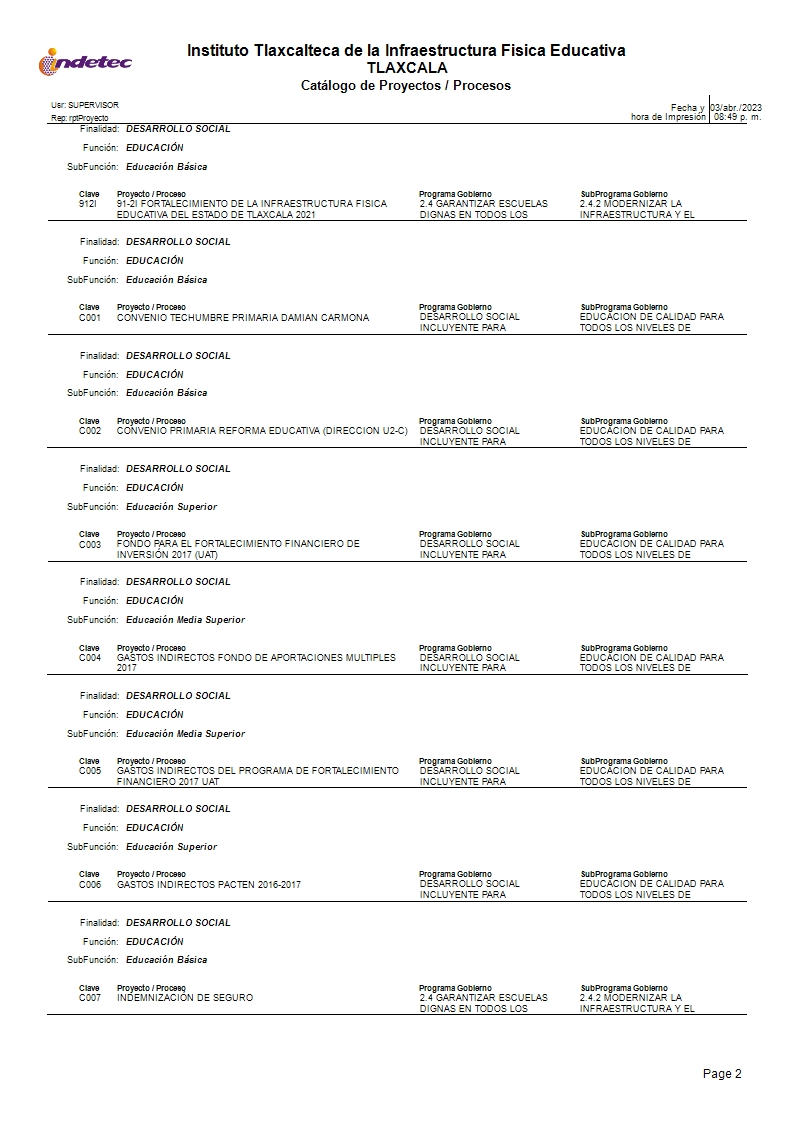 indetec
Instituto Tlaxcalteca de la Infraestructura Fisica Educativa
TLAXCALA
Catálogo de Proyectos / Procesos
Usr: SUPERVISOR
Rep: rptProyecto
Fecha y 03/abr./2023
hora de Impresión 08:49 p. m.
Finalidad: DESARROLLO SOCIAL
Función: EDUCACIÓN
SubFunción: Educación Básica
Clave Proyecto / Proceso Programa Gobierno SubPrograma Gobierno
912I 91-2I FORTALECIMIENTO DE LA INFRAESTRUCTURA FISICA 2.4 GARANTIZAR ESCUELAS 2.4.2 MODERNIZAR LA
EDUCATIVA DEL ESTADO DE TLAXCALA 2021 DIGNAS EN TODOS LOS INFRAESTRUCTURA Y EL
Finalidad: DESARROLLO SOCIAL
Función: EDUCACIÓN
SubFunción: Educación Básica
Clave Proyecto / Proceso Programa Gobierno SubPrograma Gobierno
C001 CONVENIO TECHUMBRE PRIMARIA DAMIAN CARMONA DESARROLLO SOCIAL EDUCACION DE CALIDAD PARA
INCLUYENTE PARA TODOS LOS NIVELES DE
Finalidad: DESARROLLO SOCIAL
Función: EDUCACIÓN
SubFunción: Educación Básica
Clave Proyecto / Proceso Programa Gobierno SubPrograma Gobierno
C002 CONVENIO PRIMARIA REFORMA EDUCATIVA (DIRECCION U2-C) DESARROLLO SOCIAL EDUCACION DE CALIDAD PARA
INCLUYENTE PARA TODOS LOS NIVELES DE
Finalidad: DESARROLLO SOCIAL
Función: EDUCACIÓN
SubFunción: Educación Superior
Clave Proyecto / Proceso Programa Gobierno SubPrograma Gobierno
C003 FONDO PARA EL FORTALECIMIENTO FINANCIERO DE DESARROLLO SOCIAL EDUCACION DE CALIDAD PARA
INVERSIÓN 2017 (UAT) INCLUYENTE PARA TODOS LOS NIVELES DE
Finalidad: DESARROLLO SOCIAL
Función: EDUCACIÓN
SubFunción: Educación Media Superior
Clave Proyecto / Proceso Programa Gobierno SubPrograma Gobierno
C004 GASTOS INDIRECTOS FONDO DE APORTACIONES MULTIPLES DESARROLLO SOCIAL EDUCACION DE CALIDAD PARA
2017 INCLUYENTE PARA TODOS LOS NIVELES DE
Finalidad: DESARROLLO SOCIAL
Función: EDUCACIÓN
SubFunción: Educación Media Superior
Clave Proyecto / Proceso Programa Gobierno SubPrograma Gobierno
C005 GASTOS INDIRECTOS DEL PROGRAMA DE FORTALECIMIENTO DESARROLLO SOCIAL EDUCACION DE CALIDAD PARA
FINANCIERO 2017 UAT INCLUYENTE PARA TODOS LOS NIVELES DE
Finalidad: DESARROLLO SOCIAL
Función: EDUCACIÓN
SubFunción: Educación Superior
Clave Proyecto / Proceso Programa Gobierno SubPrograma Gobierno
C006 GASTOS INDIRECTOS PACTEN 2016-2017 DESARROLLO SOCIAL EDUCACION DE CALIDAD PARA
INCLUYENTE PARA TODOS LOS NIVELES DE
Finalidad: DESARROLLO SOCIAL
Función: EDUCACIÓN
SubFunción: Educación Básica
Clave Proyecto / Proceso Programa Gobierno SubPrograma Gobierno
C007 INDEMNIZACIÓN DE SEGURO 2.4 GARANTIZAR ESCUELAS 2.4.2 MODERNIZAR LA
DIGNAS EN TODOS LOS INFRAESTRUCTURA Y EL
Page 2